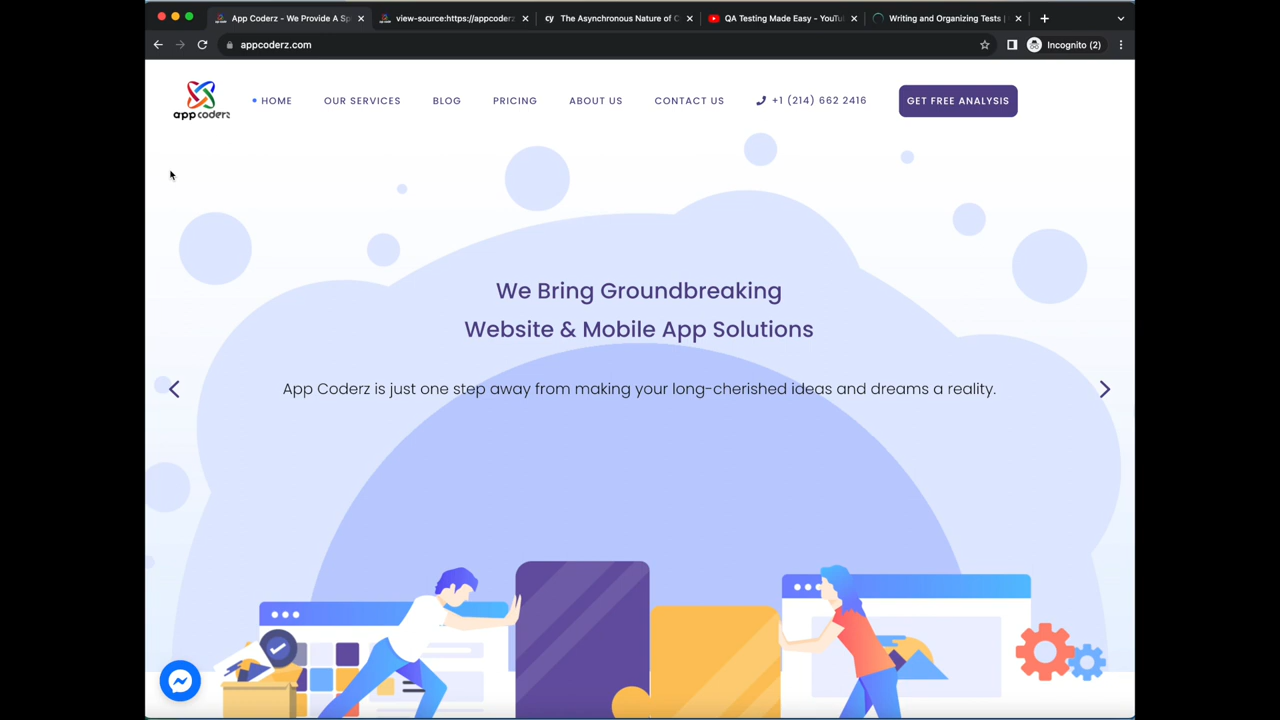 App Coderz - We Provide A Sp
view-source:https://appcoderz
cy The Asynchronous Nature of C
QA Testing Made Easy - YouTu
Writing and Organizing Tests |
appcoderz.com
Incognito (2)
app coderz
HOME
OUR SERVICES
BLOG
PRICING
ABOUT US
CONTACT US
+1 (214) 662 2416
GET FREE ANALYSIS
We Bring Groundbreaking
Website & Mobile App Solutions
App Coderz is just one step away from making your long-cherished ideas and dreams a reality.